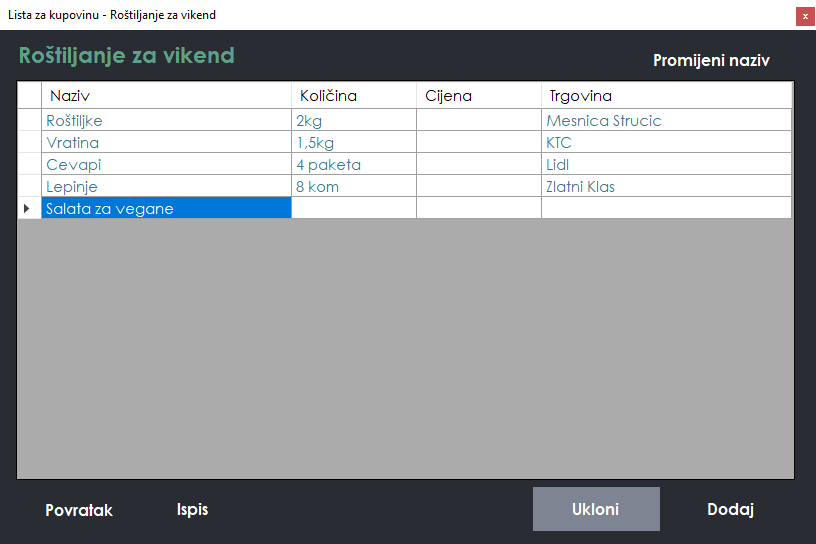 Lista za kupovinu - Roštiljanje za vikend
x
Roštiljanje za vikend
Promijeni naziv
Naziv Količina Cijena Trgovina
Roštiljke 2kg Mesnica Strucic
Vratina 1,5kg KTC
Cevapi 4 paketa Lidl
Lepinje 8 kom Zlatni Klas
Salata za vegane
Povratak Ispis Ukloni Dodaj